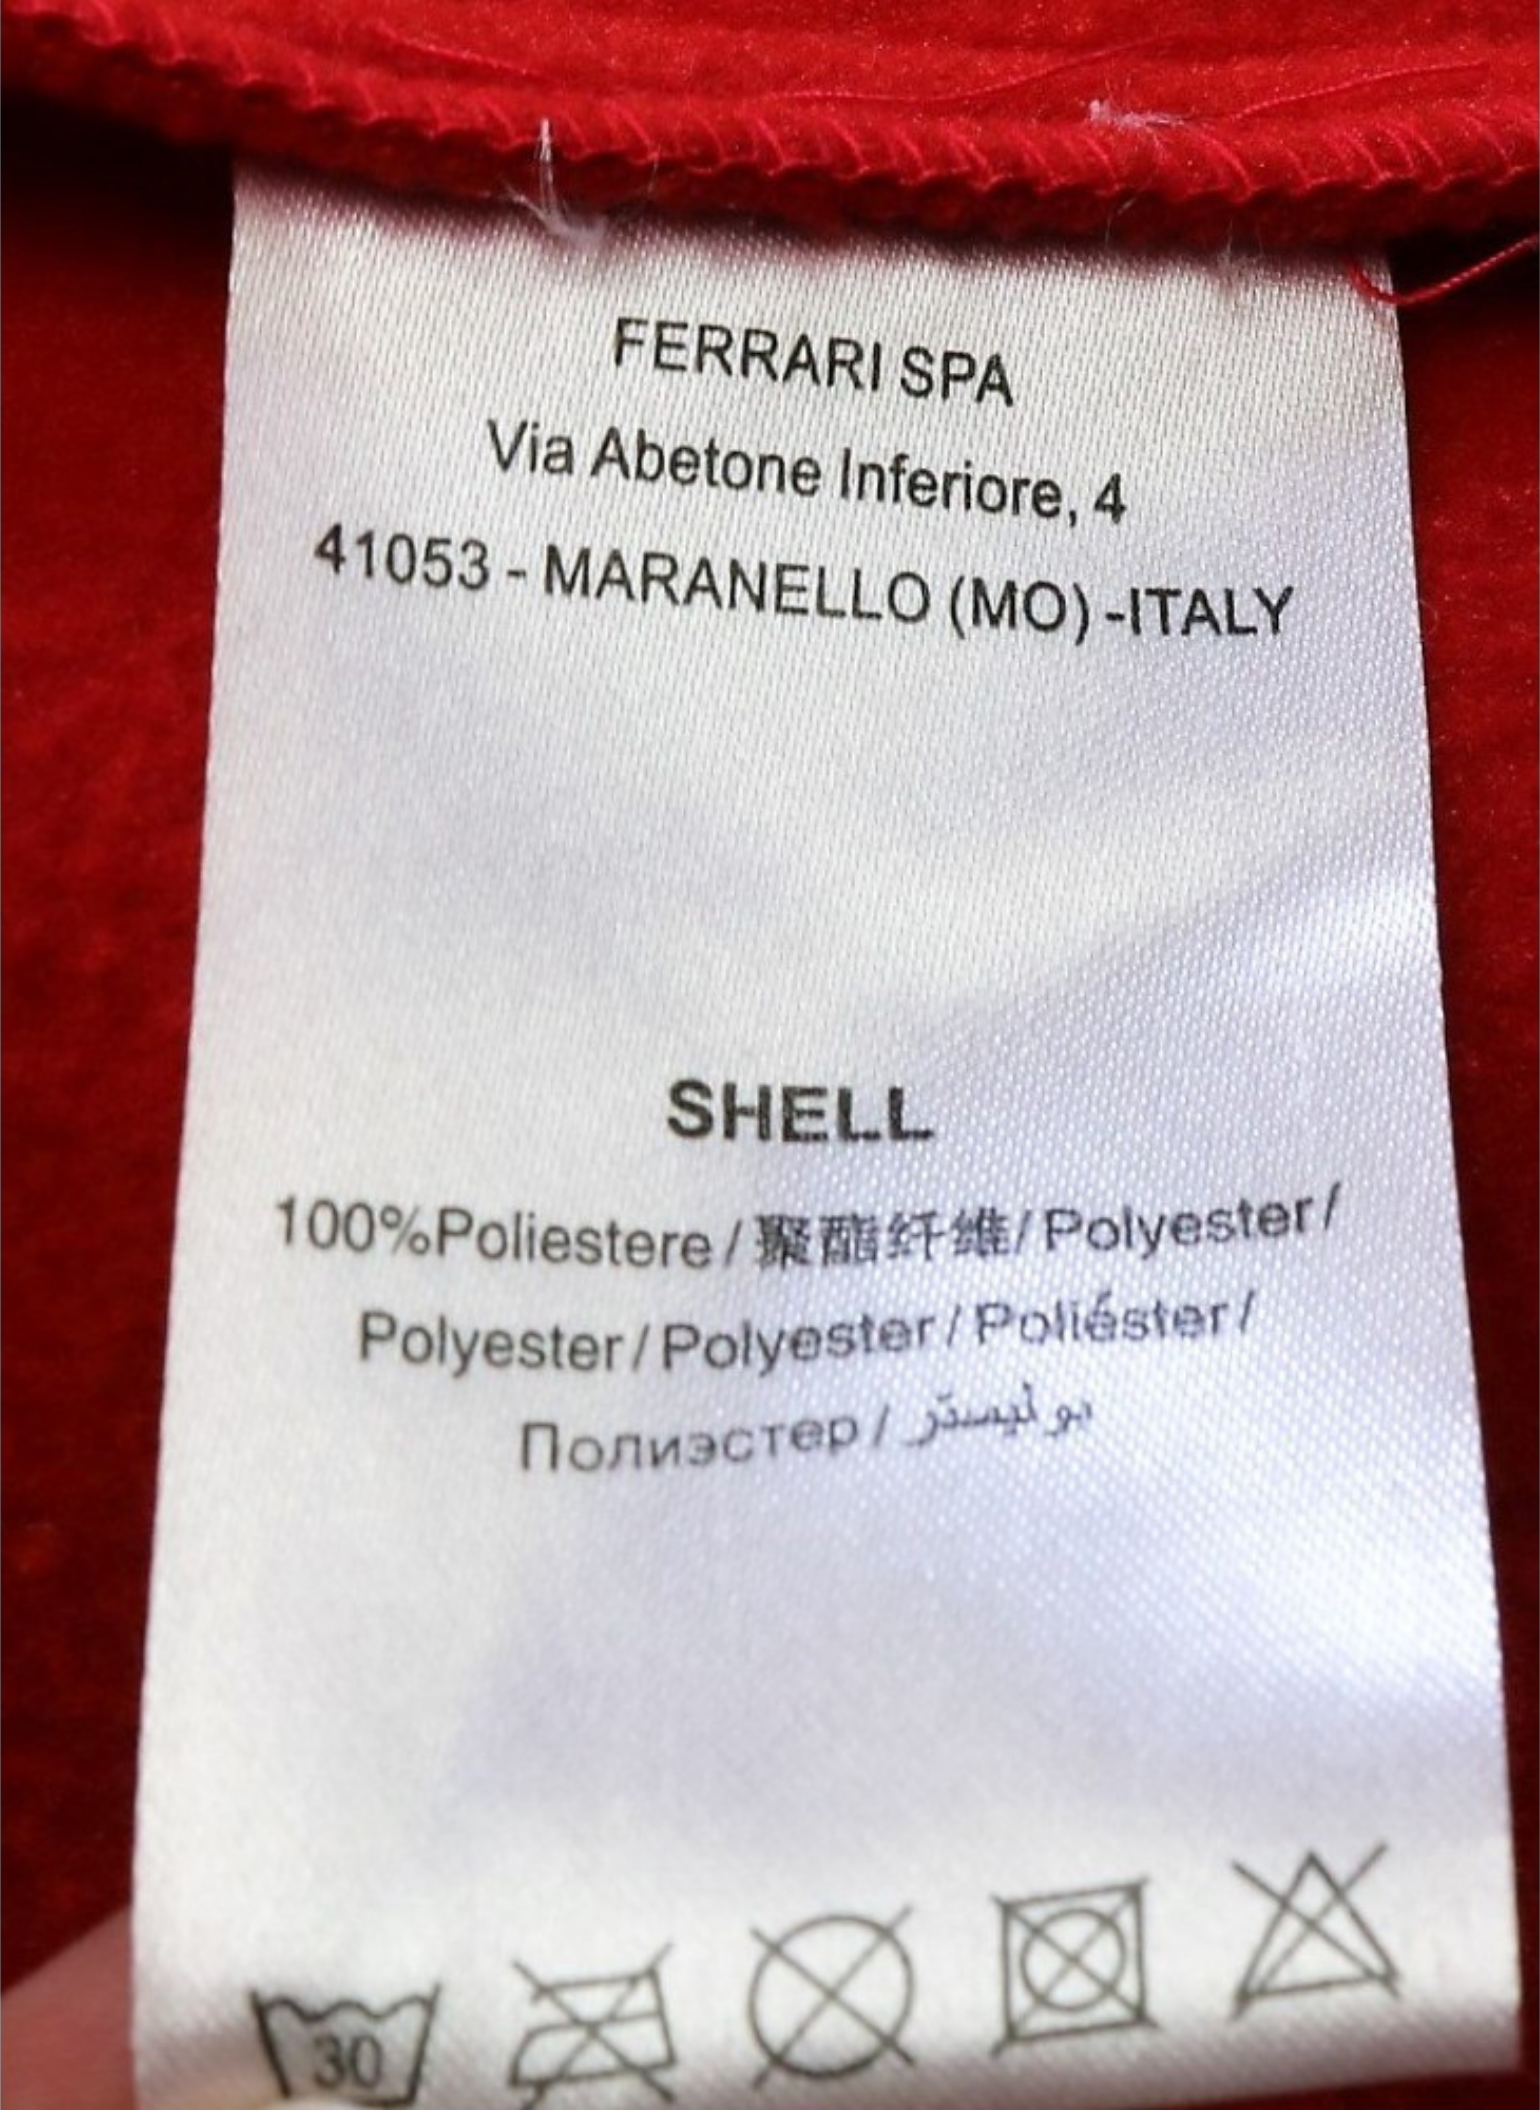 FERRARI SPA
Via Abetone Inferiore, 4
41053 - MARANELLO (MO) -ITALY
SHELL
100%Poliestere / 聚酯纤维/ Polyester /
Polyester / Polyester / Poliéster /
Полиэстер / بوليستر
30